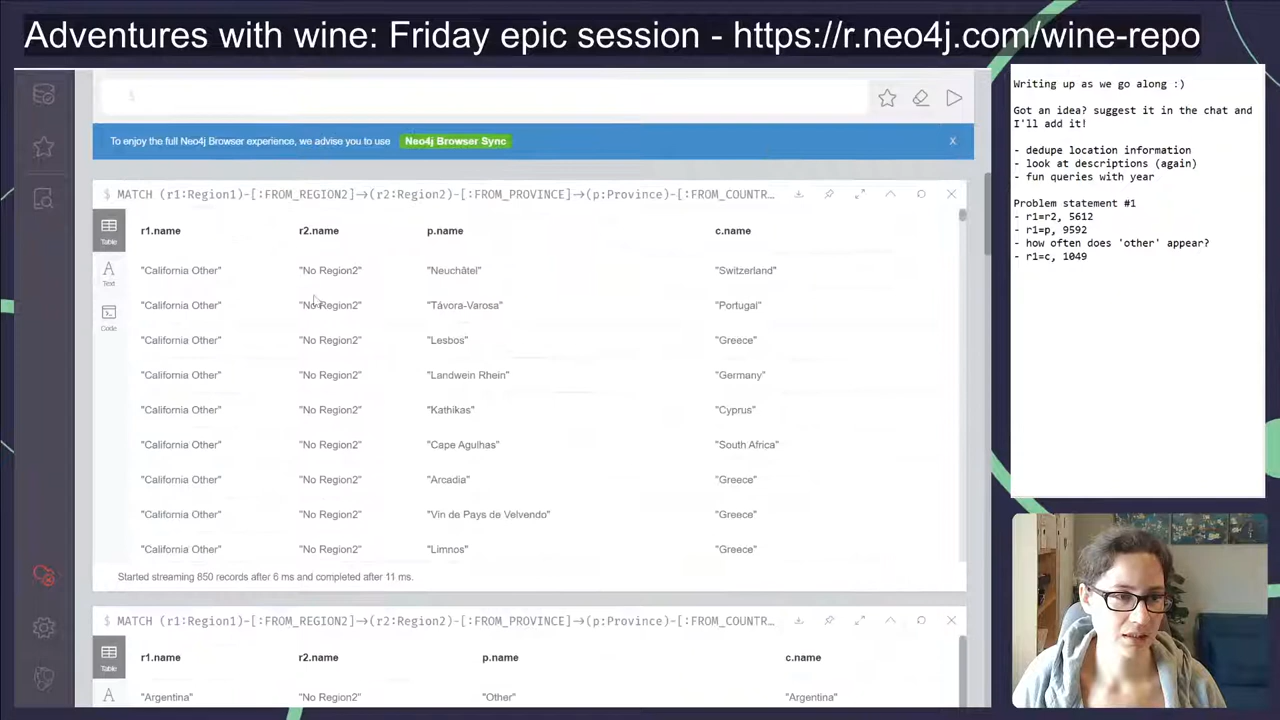 Adventures with wine: Friday epic session - https://r.neo4j.com/wine-repo
$
To enjoy the full Neo4j Browser experience, we advise you to use Neo4j Browser Sync X
$ MATCH (r1:Region1)-[:FROM_REGION2]→(r2:Region2)-[:FROM_PROVINCE]→(p:Province)-[:FROM_COUNTR…
Table
A
Text
Code
r1.name r2.name p.name c.name
"California Other" "No Region2" "Neuchâtel" "Switzerland"
"California Other" "No Region2" "Távora-Varosa" "Portugal"
"California Other" "No Region2" "Lesbos" "Greece"
"California Other" "No Region2" "Landwein Rhein" "Germany"
"California Other" "No Region2" "Kathikas" "Cyprus"
"California Other" "No Region2" "Cape Agulhas" "South Africa"
"California Other" "No Region2" "Arcadia" "Greece"
"California Other" "No Region2" "Vin de Pays de Velvendo" "Greece"
"California Other" "No Region2" "Limnos" "Greece"
Started streaming 850 records after 6 ms and completed after 11 ms.
$ MATCH (r1:Region1)-[:FROM_REGION2]→(r2:Region2)-[:FROM_PROVINCE]→(p:Province)-[:FROM_COUNTR…
Table
A
r1.name r2.name p.name c.name
"Argentina" "No Region2" "Other" "Argentina"
Writing up as we go along :)
Got an idea? suggest it in the chat and
I'll add it!
- dedupe location information
- look at descriptions (again)
- fun queries with year
Problem statement #1
- r1=r2, 5612
- r1=p, 9592
- how often does 'other' appear?
- r1=c, 1049